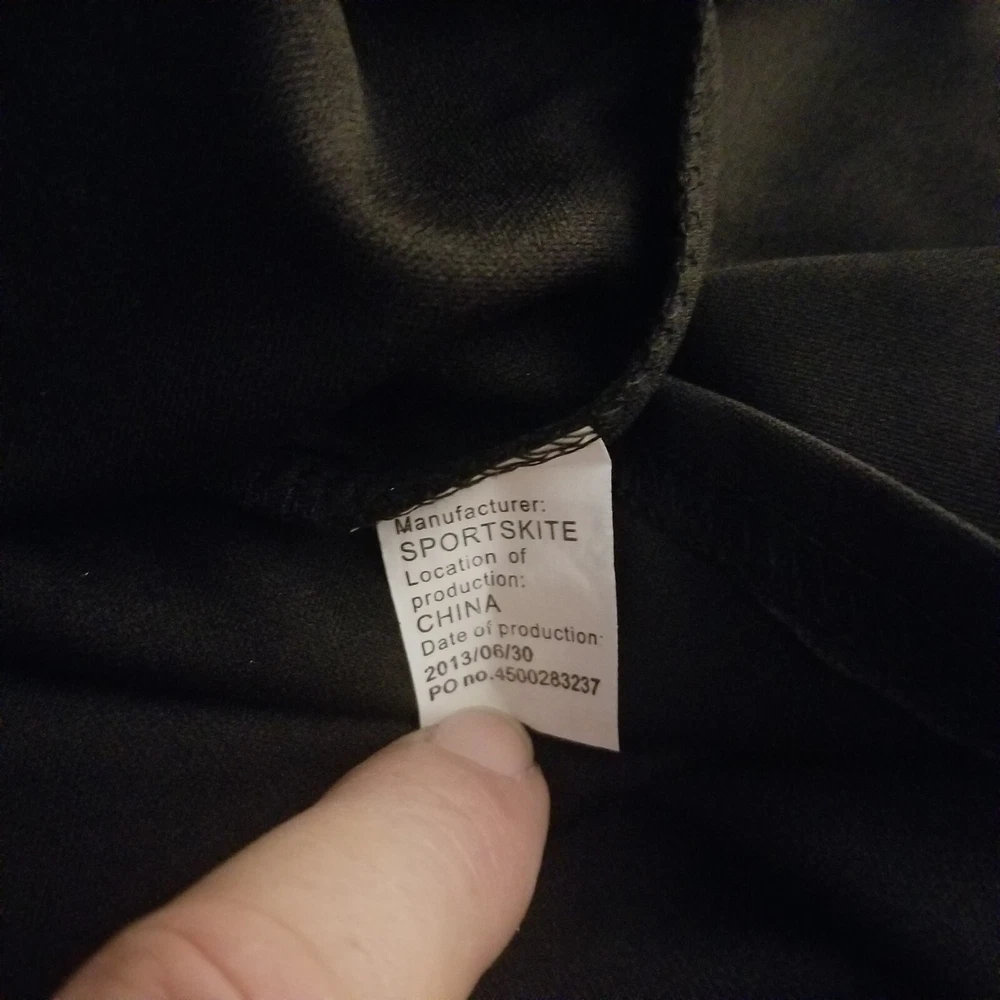 Manufacturer:
SPORTSKITE
Location of
production:
CHINA
Date of production:
2013/06/30
PO no.4500283237